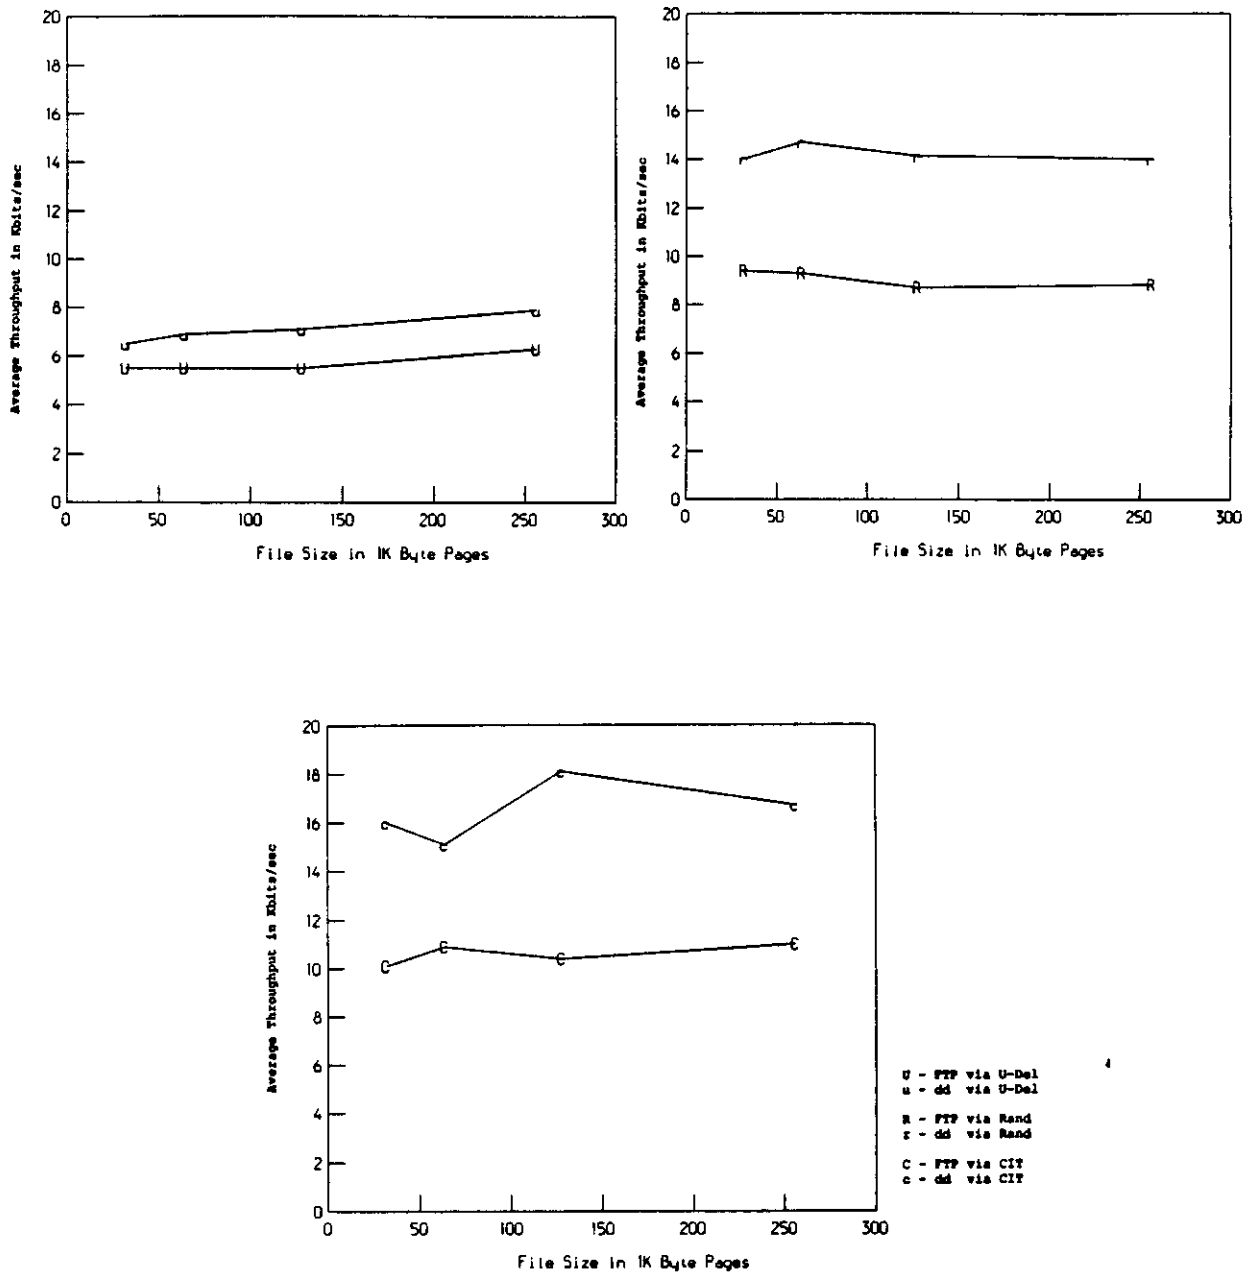 20
18
16
14
12
10
8
6
4
2
0
Average Throughput in Kbits/sec
u u u u
U U U U
0 50 100 150 200 250 300
File Size in 1K Byte Pages
20
18
16
14
12
10
8
6
4
2
0
Average Throughput in Kbits/sec
r r r r
R R R R
0 50 100 150 200 250 300
File Size in 1K Byte Pages
20
18
16
14
12
10
8
6
4
2
0
Average Throughput in Kbits/sec
c c c c
C C C C
0 50 100 150 200 250 300
File Size in 1K Byte Pages
U - FTP via U-Del
u - dd via U-Del
R - FTP via Rand
r - dd via Rand
C - FTP via CIT
c - dd via CIT